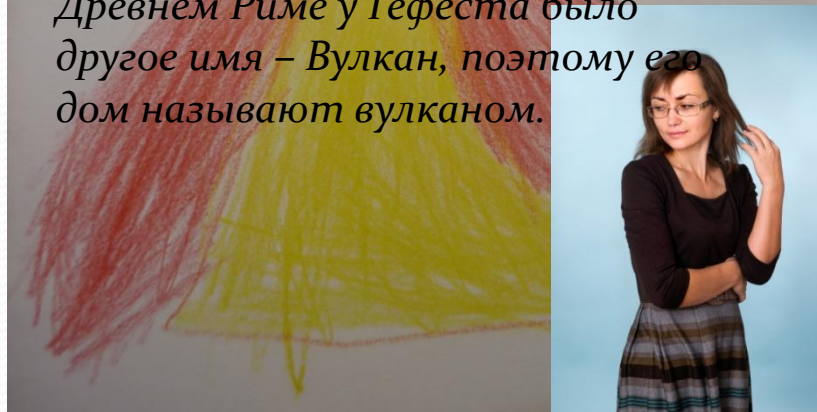 Древнем Риме у Гефеста было
другое имя – Вулкан, поэтому его
дом называют вулканом.